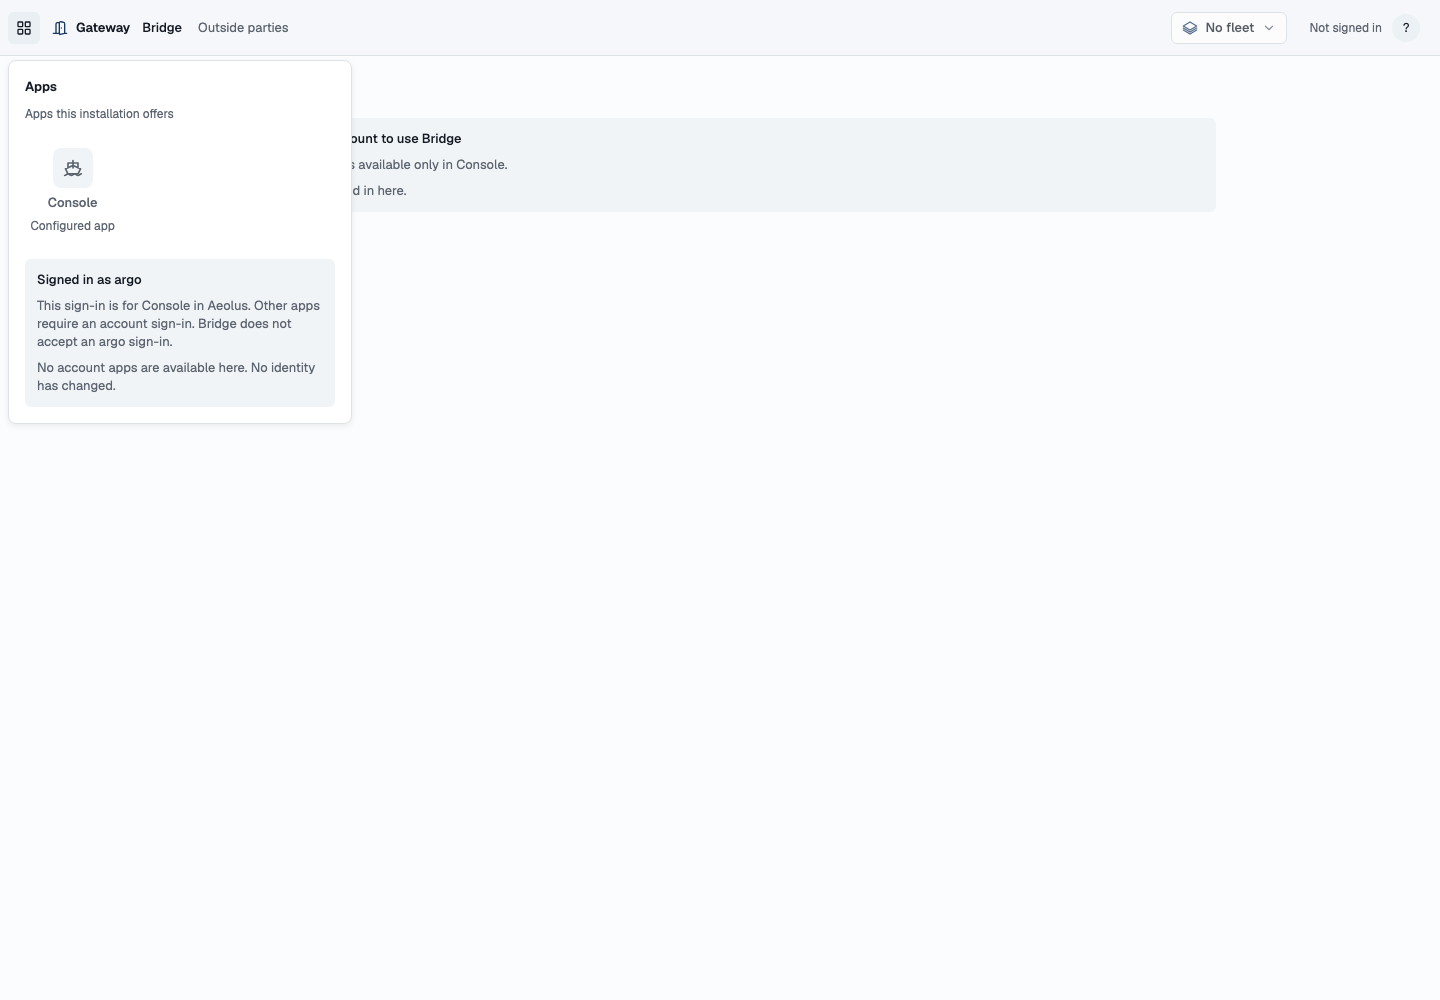 Gateway Bridge Outside parties No fleet Not signed in ?
Apps
Apps this installation offers
Console
Configured app
Signed in as argo
This sign-in is for Console in Aeolus. Other apps
require an account sign-in. Bridge does not
accept an argo sign-in.
No account apps are available here. No identity
has changed.
to use Bridge
available only in Console.
in here.